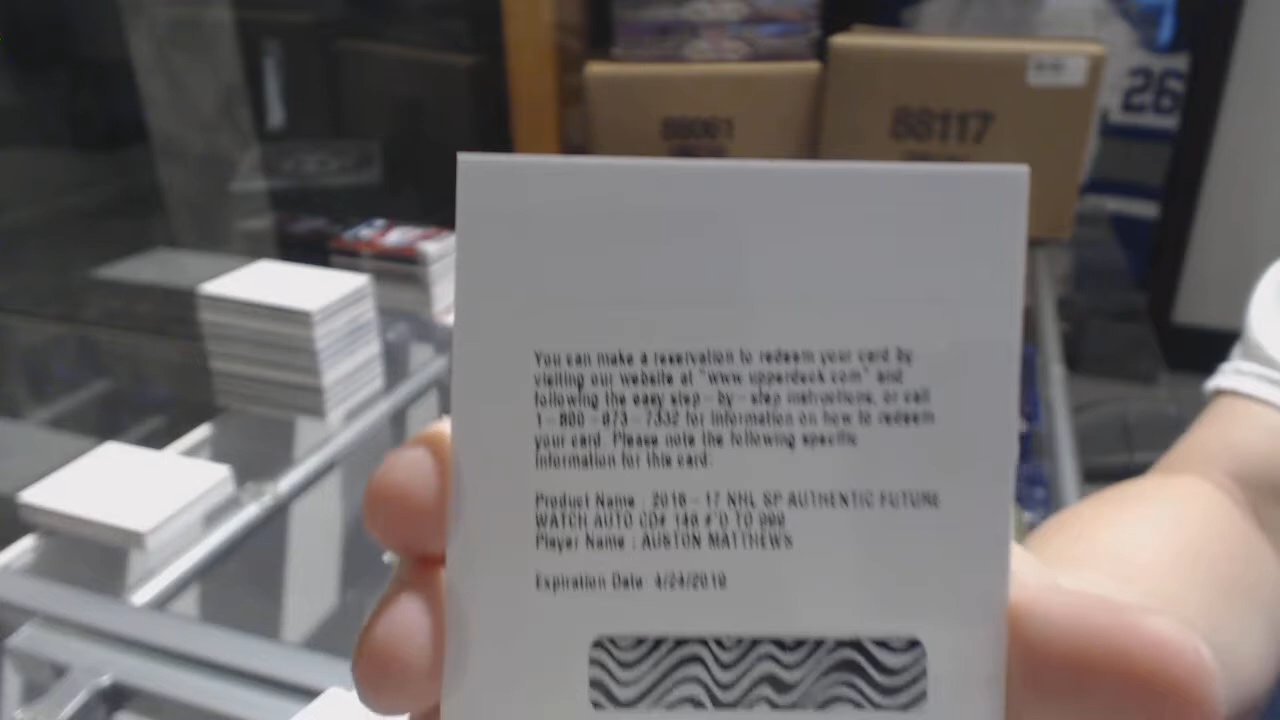 88061
88117
26
You can make a reservation to redeem your card by
visiting our website at "www.upperdeck.com" and
following the easy step-by-step instructions, or call
1-800-873-7332 for information on how to redeem
your card. Please note the following specific
information for this card:
Product Name : 2016-17 NHL SP AUTHENTIC FUTURE
WATCH AUTO CD# 146 #'D TO 999
Player Name : AUSTON MATTHEWS
Expiration Date: 4/24/2019